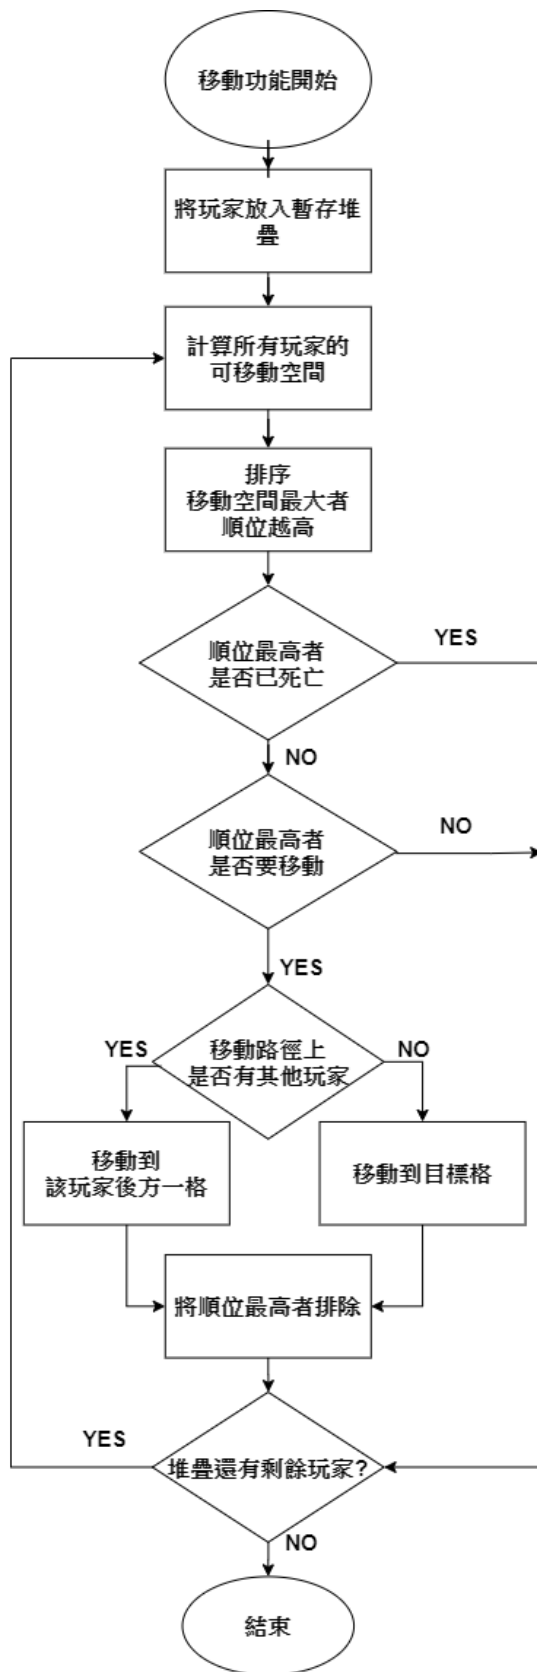 移動功能開始
將玩家放入暫存堆
疊
計算所有玩家的
可移動空間
排序
移動空間最大者
順位越高
順位最高者
是否已死亡
YES
NO
順位最高者
是否要移動
NO
YES
移動路徑上
是否有其他玩家
YES
NO
移動到
該玩家後方一格
移動到目標格
將順位最高者排除
堆疊還有剩餘玩家?
YES
NO
結束